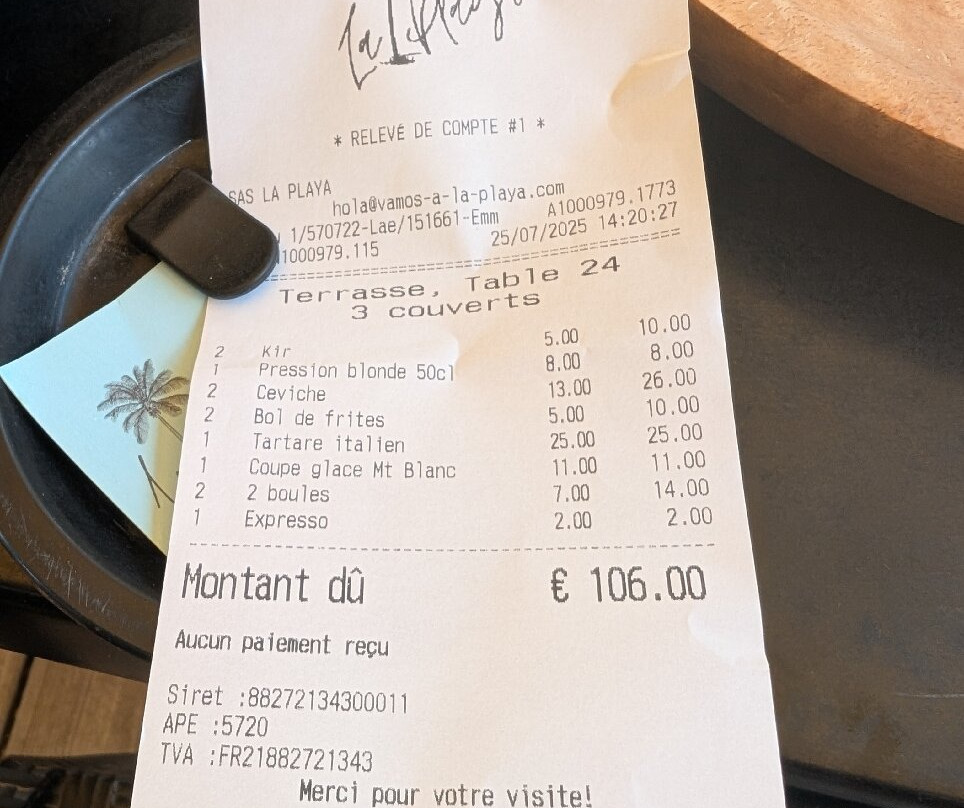 La Playa
* RELEVÉ DE COMPTE #1 *
SAS LA PLAYA
hola@vamos-a-la-playa.com
1/570722-Lae/151661-Emm A1000979.1773
1000979.115 25/07/2025 14:20:27
Terrasse, Table 24
3 couverts
2 Kir 5.00 10.00
1 Pression blonde 50cl 8.00 8.00
2 Ceviche 13.00 26.00
2 Bol de frites 5.00 10.00
1 Tartare italien 25.00 25.00
1 Coupe glace Mt Blanc 11.00 11.00
2 2 boules 7.00 14.00
1 Expresso 2.00 2.00
Montant dû € 106.00
Aucun paiement reçu
Siret :88272134300011
APE :5720
TVA :FR21882721343
Merci pour votre visite!